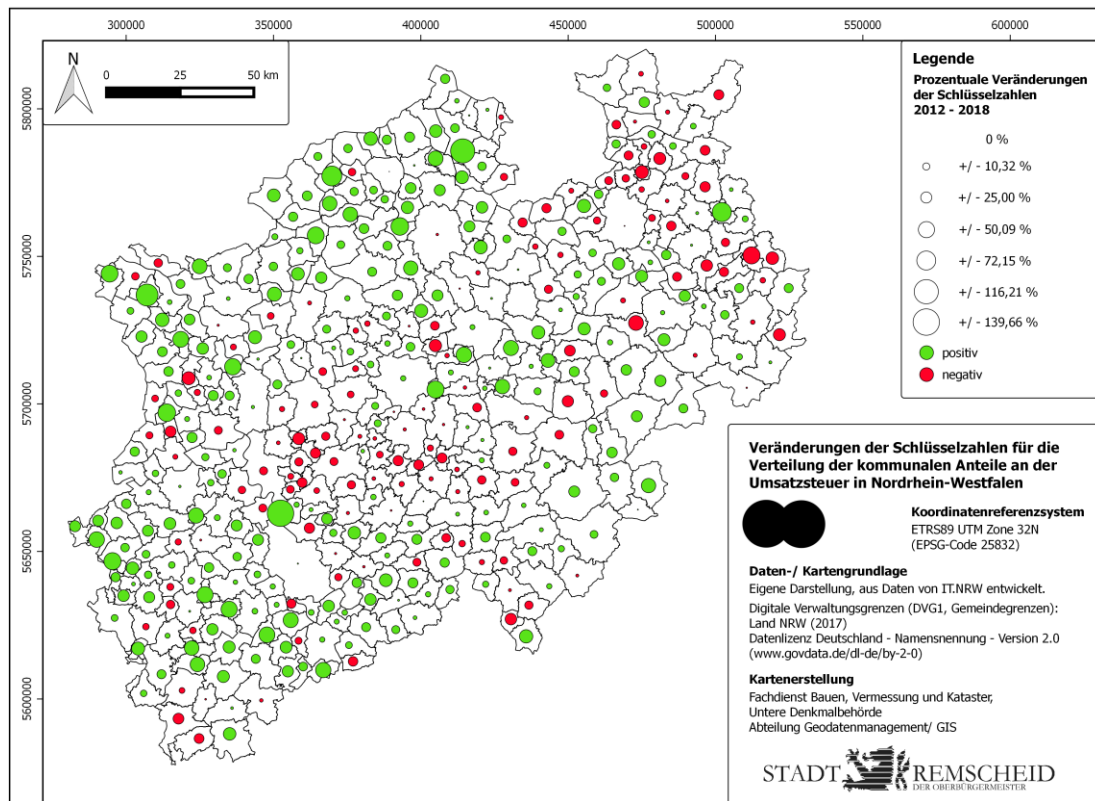 300000 350000 400000 450000 500000 550000 600000
5800000
5750000
5700000
5650000
5600000
N
0 25 50 km
Legende
Prozentuale Veränderungen
der Schlüsselzahlen
2012 - 2018
0 %
+/ - 10,32 %
+/ - 25,00 %
+/ - 50,09 %
+/ - 72,15 %
+/ - 116,21 %
+/ - 139,66 %
positiv
negativ
Veränderungen der Schlüsselzahlen für die
Verteilung der kommunalen Anteile an der
Umsatzsteuer in Nordrhein-Westfalen
Koordinatenreferenzsystem
ETRS89 UTM Zone 32N
(EPSG-Code 25832)
Daten-/ Kartengrundlage
Eigene Darstellung, aus Daten von IT.NRW entwickelt.
Digitale Verwaltungsgrenzen (DVG1, Gemeindegrenzen):
Land NRW (2017)
Datenlizenz Deutschland - Namensnennung - Version 2.0
(www.govdata.de/dl-de/by-2-0)
Kartenerstellung
Fachdienst Bauen, Vermessung und Kataster,
Untere Denkmalbehörde
Abteilung Geodatenmanagement/ GIS
STADT REMSCHEID
DER OBERBÜRGERMEISTER